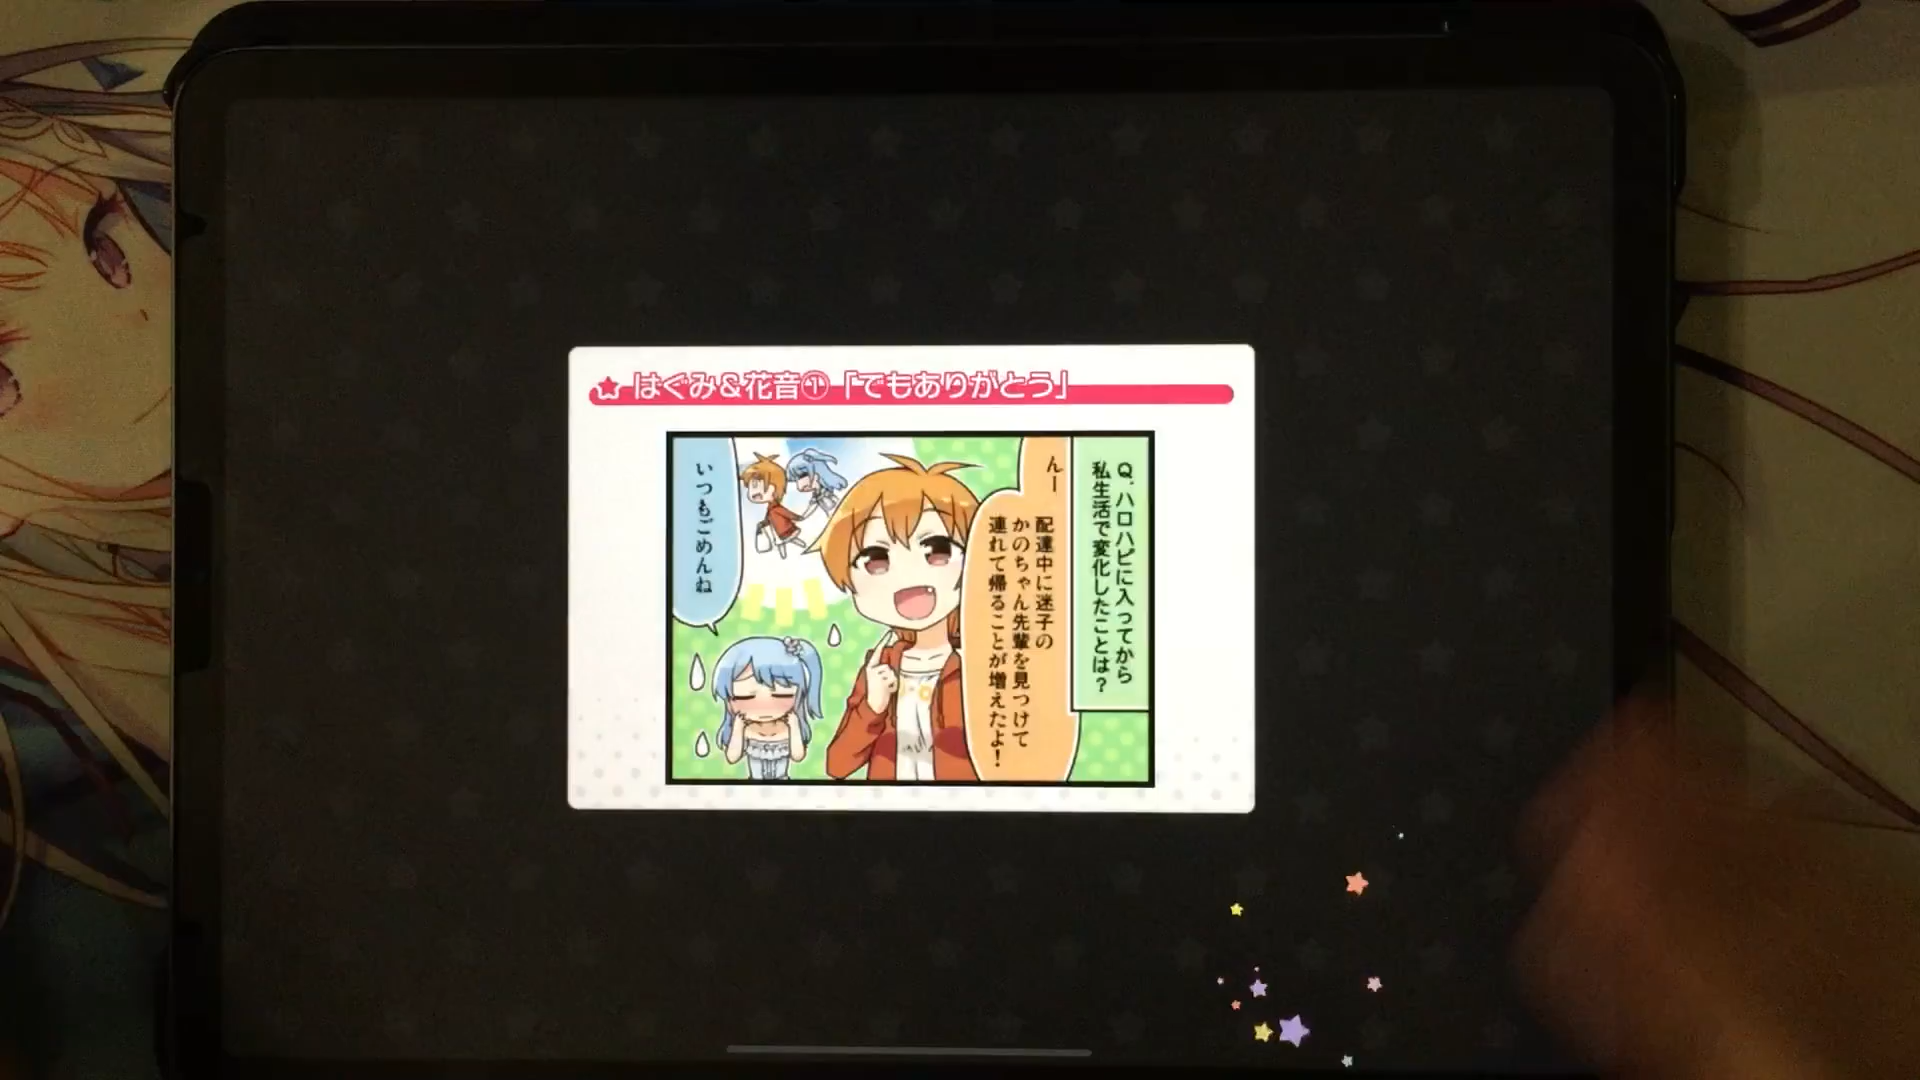 はぐみ&花音①「でもありがとう」
Q.ハロハピに入ってから
私生活で変化したことは?
んー
配達中に迷子の
かのちゃん先輩を見つけて
連れて帰ることが増えたよ!
いつもごめんね